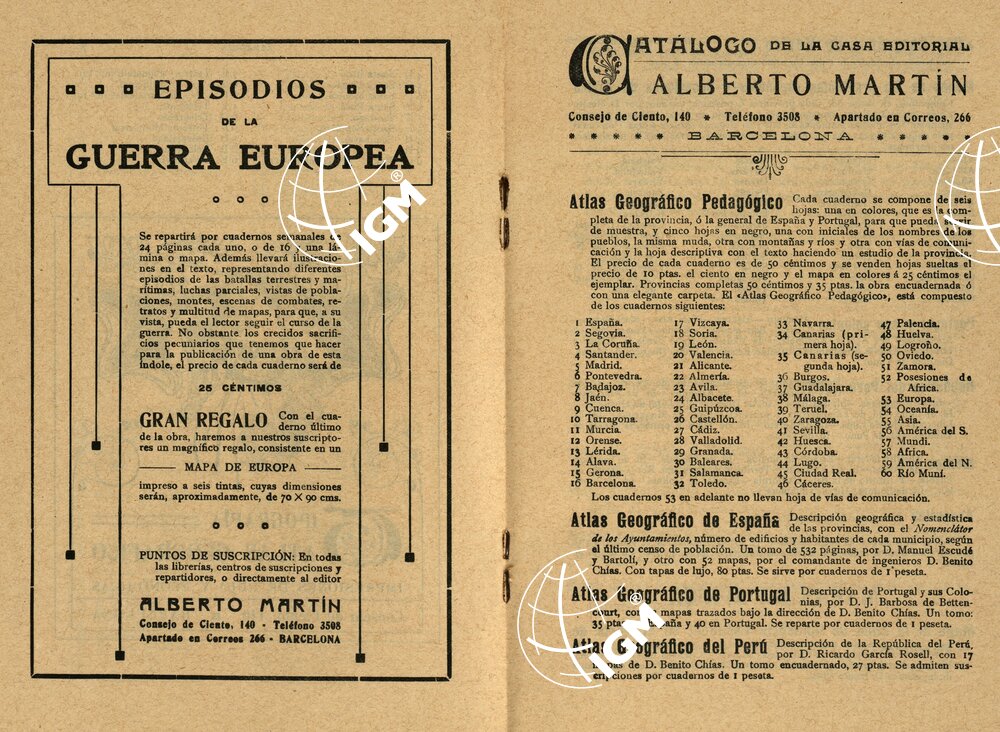 EPISODIOS
DE LA
GUERRA EUROPEA
Se repartirá por cuadernos semanales de
24 páginas cada uno, o de 16 y una lá-
mina o mapa. Además llevará ilustracio-
nes en el texto, representando diferentes
episodios de las batallas terrestres y ma-
rítimas, luchas parciales, vistas de pobla-
ciones, montes, escenas de combates, re-
tratos y multitud de mapas, para que, a su
vista, pueda el lector seguir el curso de la
guerra. No obstante los crecidos sacrifi-
cios pecuniarios que tenemos que hacer
para la publicación de una obra de esta
índole, el precio de cada cuaderno será de
25 CÉNTIMOS
GRAN REGALO Con el cua-
derno último
de la obra, haremos a nuestros suscripto-
res un magnífico regalo, consistente en un
MAPA DE EUROPA
impreso a seis tintas, cuyas dimensiones
serán, aproximadamente, de 70 X 90 cms.
PUNTOS DE SUSCRIPCIÓN: En todas
las librerías, centros de suscripciones y
repartidores, o directamente al editor
ALBERTO MARTÍN
Consejo de Ciento, 140 - Teléfono 3508
Apartado en Correos 266 - BARCELONA
CATÁLOGO DE LA CASA EDITORIAL
ALBERTO MARTÍN
Consejo de Ciento, 140 * Teléfono 3508 * Apartado en Correos, 266
* * * * * BARCELONA * * * * *
Atlas Geográfico Pedagógico Cada cuaderno se compone de seis
hojas: una en colores, que es la com-
pleta de la provincia, ó la general de España y Portugal, para que pueda servir
de muestra, y cinco hojas en negro, una con iniciales de los nombres de los
pueblos, la misma muda, otra con montañas y ríos y otra con vías de comuni-
cación y la hoja descriptiva con el texto haciendo un estudio de la provincia.
El precio de cada cuaderno es de 50 céntimos y se venden hojas sueltas al
precio de 10 ptas. el ciento en negro y el mapa en colores á 25 céntimos el
ejemplar. Provincias completas 50 céntimos y 35 ptas. la obra encuadernada ó
con una elegante carpeta. El «Atlas Geográfico Pedagógico», está compuesto
de los cuadernos siguientes:
1 España.
2 Segovia.
3 La Coruña.
4 Santander.
5 Madrid.
6 Pontevedra.
7 Badajoz.
8 Jaén.
9 Cuenca.
10 Tarragona.
11 Murcia.
12 Orense.
13 Lérida.
14 Alava.
15 Gerona.
16 Barcelona.
17 Vizcaya.
18 Soria.
19 León.
20 Valencia.
21 Alicante.
22 Almería.
23 Avila.
24 Albacete.
25 Guipúzcoa.
26 Castellón.
27 Cádiz.
28 Valladolid.
29 Granada.
30 Baleares.
31 Salamanca.
32 Toledo.
33 Navarra.
34 Canarias (pri-
mera hoja).
35 Canarias (se-
gunda hoja).
36 Burgos.
37 Guadalajara.
38 Málaga.
39 Teruel.
40 Zaragoza.
41 Sevilla.
42 Huesca.
43 Córdoba.
44 Lugo.
45 Ciudad Real.
46 Cáceres.
47 Palencia.
48 Huelva.
49 Logroño.
50 Oviedo.
51 Zamora.
52 Posesiones de
Africa.
53 Europa.
54 Oceanía.
55 Asia.
56 América del S.
57 Mundi.
58 Africa.
59 América del N.
60 Río Muní.
Los cuadernos 53 en adelante no llevan hoja de vías de comunicación.
Atlas Geográfico de España Descripción geográfica y estadística
de las provincias, con el Nomenclátor
de los Ayuntamientos, número de edificios y habitantes de cada municipio, según
el último censo de población. Un tomo de 532 páginas, por D. Manuel Escudé
y Bartolí, y otro con 52 mapas, por el comandante de ingenieros D. Benito
Chías. Con tapas de lujo, 80 ptas. Se sirve por cuadernos de 1 peseta.
Atlas Geográfico de Portugal Descripción de Portugal y sus Colo-
nias, por D. J. Barbosa de Betten-
court, con mapas trazados bajo la dirección de D. Benito Chías. Un tomo:
35 ptas. España y 40 en Portugal. Se reparte por cuadernos de 1 peseta.
Atlas Geográfico del Perú Descripción de la República del Perú,
por D. Ricardo García Rosell, con 17
mapas de D. Benito Chías. Un tomo encuadernado, 27 ptas. Se admiten sus-
cripciones por cuadernos de 1 peseta.
IGM®
IGM®